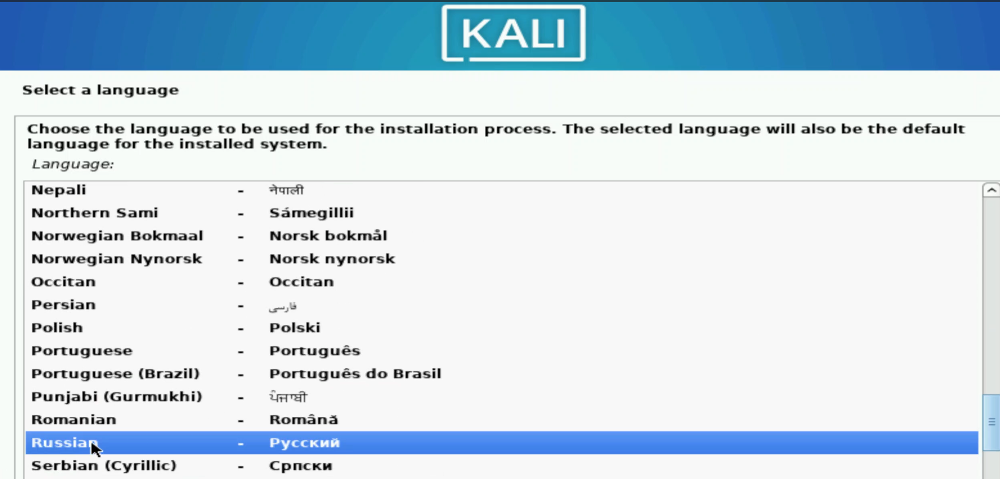 KALI
Select a language
Choose the language to be used for the installation process. The selected language will also be the default
language for the installed system.
Language:
Nepali - नेपाली
Northern Sami - Sámegillii
Norwegian Bokmaal - Norsk bokmål
Norwegian Nynorsk - Norsk nynorsk
Occitan - Occitan
Persian - فارسی
Polish - Polski
Portuguese - Português
Portuguese (Brazil) - Português do Brasil
Punjabi (Gurmukhi) - ਪੰਜਾਬੀ
Romanian - Română
Russian - Русский
Serbian (Cyrillic) - Српски